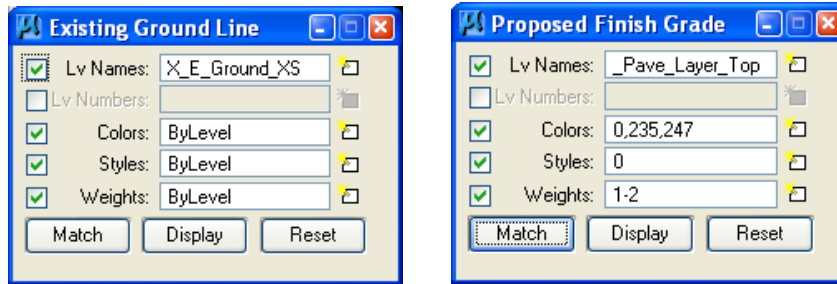 Existing Ground Line
Lv Names: X_E_Ground_XS
Lv Numbers:
Colors: ByLevel
Styles: ByLevel
Weights: ByLevel
Match Display Reset
Proposed Finish Grade
Lv Names: _Pave_Layer_Top
Lv Numbers:
Colors: 0,235,247
Styles: 0
Weights: 1-2
Match Display Reset